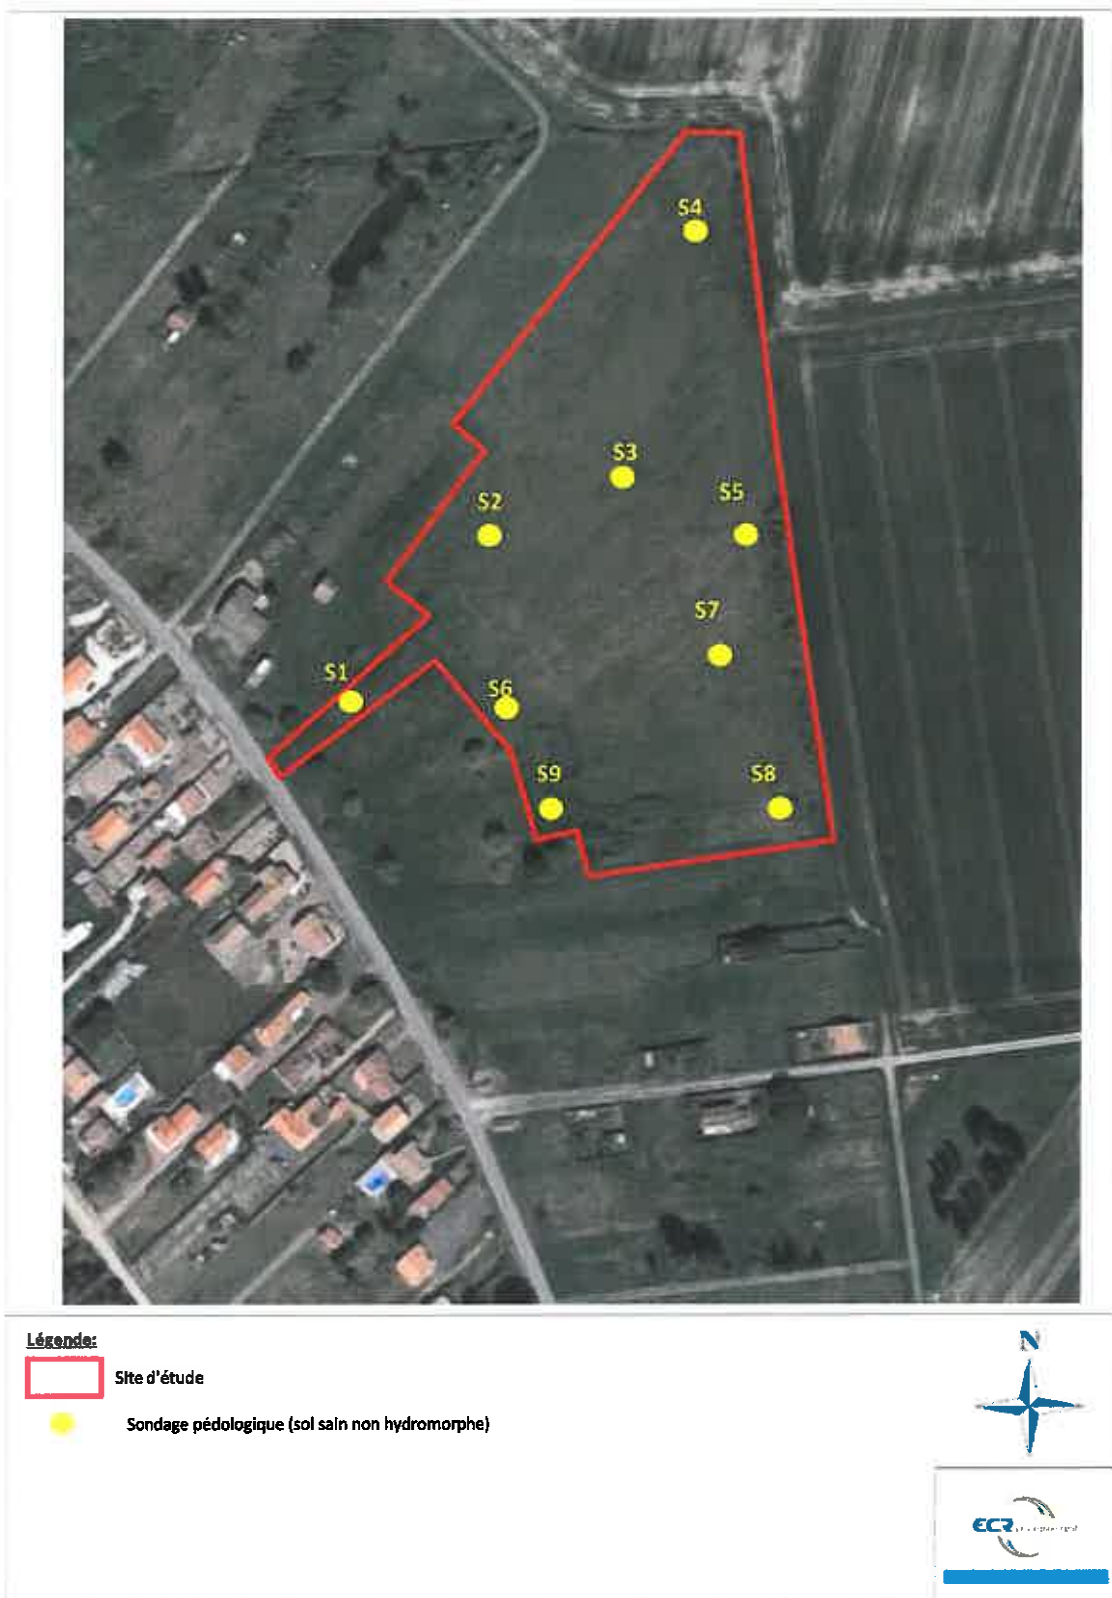 S4
S3
S2
S5
S7
S1
S6
S9
S8
Légende:
Site d'étude
Sondage pédologique (sol sain non hydromorphe)
N
ECR